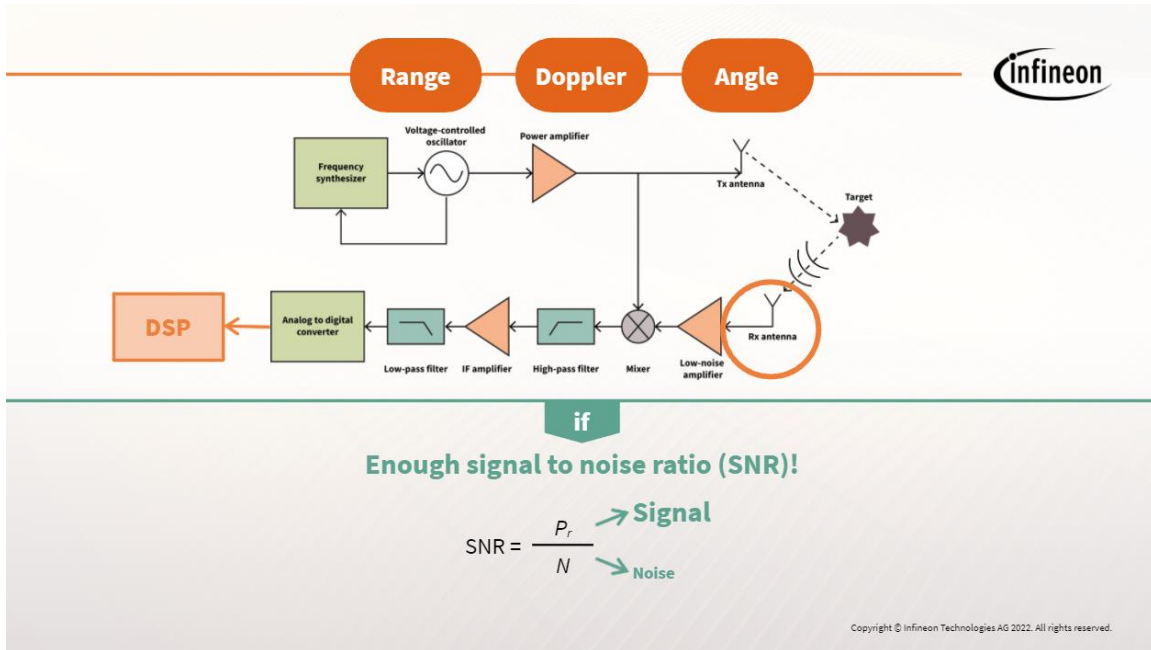 Range
Doppler
Angle
infineon
Voltage-controlled
oscillator
Power amplifier
Frequency
synthesizer
Tx antenna
Target
DSP
Analog to digital
converter
Low-pass filter
IF amplifier
High-pass filter
Mixer
Low-noise
amplifier
Rx antenna
if
Enough signal to noise ratio (SNR)!
SNR =
Pr
Signal
N
Noise
Copyright © Infineon Technologies AG 2022. All rights reserved.